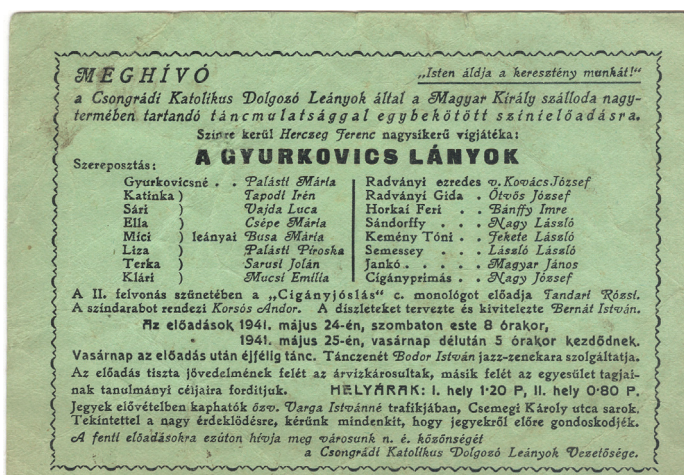 MEGHÍVÓ „Isten áldja a keresztény munkát!"
a Csongrádi Katolikus Dolgozó Leányok által a Magyar Király szálloda nagy-
termében tartandó táncmulatsággal egybekötött színielőadásra.
Színre kerül Herczeg Ferenc nagysikerű vigjátéka:
A GYURKOVICS LÁNYOK
Szereposztás:
Gyurkovicsné . . Palásti Mária
Katinka ) Tapodi Irén
Sári ) Vajda Luca
Ella ) Csépe Mária
Mici ) leányai Busa Mária
Liza ) Palásti Piroska
Terka ) Sarusi Jolán
Klári ) Mucsi Emilia
Radványi ezredes v. Kovács József
Radványi Gida . Ötvös József
Horkai Feri . . Bánffy Imre
Sándorffy . . . Nagy László
Kemény Tóni . . Fekete László
Semessey . . . László László
Jankó . . . . Magyar János
Cigányprimás . . Nagy József
A II. felvonás szünetében a „Cigányjóslás" c. monológot előadja Tandari Rózsi.
A színdarabot rendezi Korsós Andor. A díszleteket tervezte és kivitelezte Bernát István.
Az előadások 1941. május 24-én, szombaton este 8 órakor,
1941. május 25-én, vasárnap délután 5 órakor kezdődnek.
Vasárnap az előadás után éjfélig tánc. Tánczenét Bodor István jazz-zenekara szolgáltatja.
Az előadás tiszta jövedelmének felét az árvízkárosultak, másik felét az egyesület tagjai-
nak tanulmányi céljaira forditjuk. HELYÁRAK: I. hely 1·20 P, II. hely 0·80 P.
Jegyek elővételben kaphatók özv. Varga Istvánné trafikjában, Csemegi Károly utca sarok.
Tekintettel a nagy érdeklődésre, kérünk mindenkit, hogy jegyekről előre gondoskodjék.
A fenti előadásokra ezúton hívja meg városunk n. é. közönségét
a Csongrádi Katolikus Dolgozó Leányok Vezetősége.